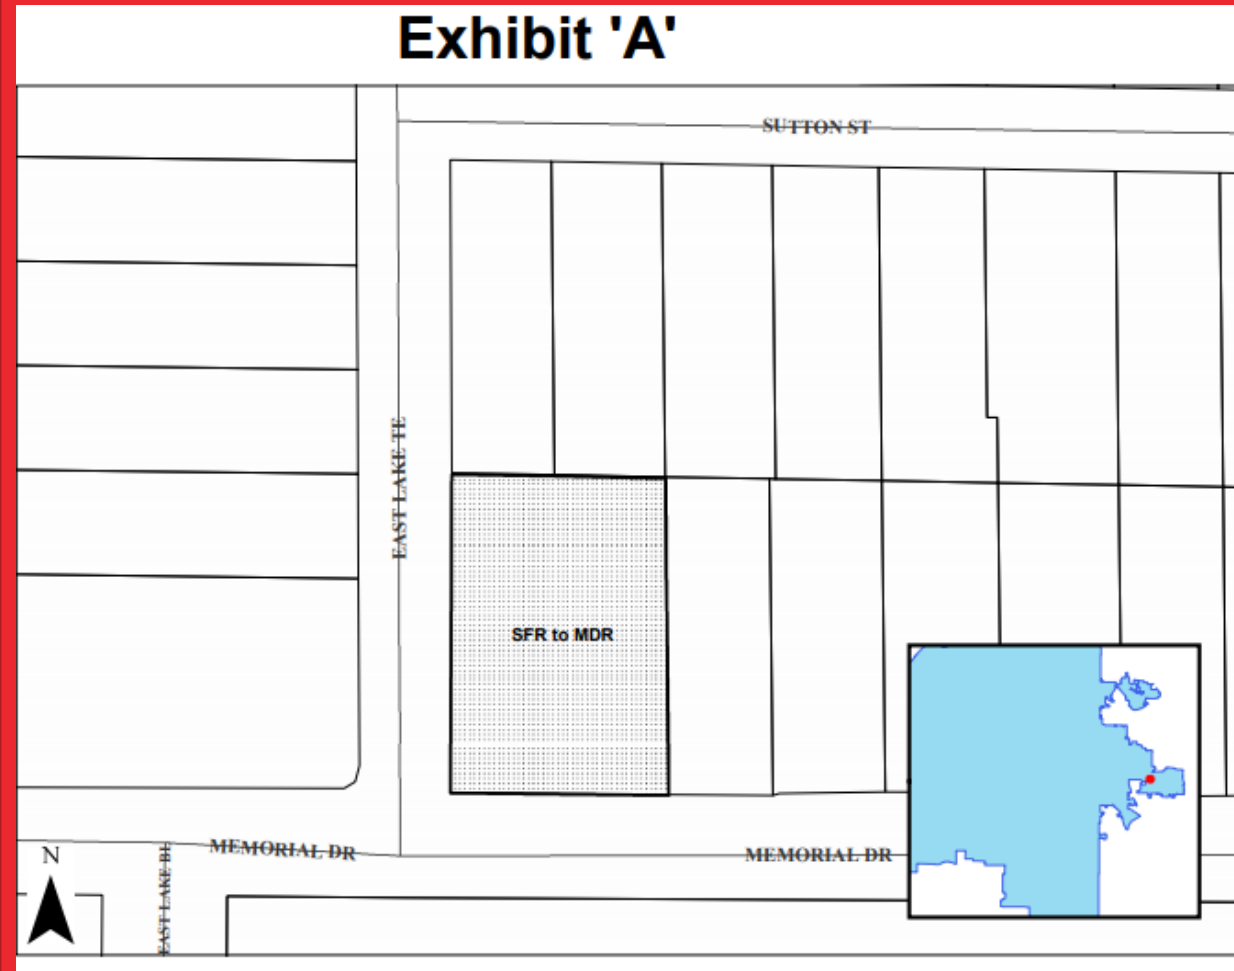 Exhibit 'A'
SUTTON ST
EAST LAKE TE
SFR to MDR
MEMORIAL DR
MEMORIAL DR
N
EAST LAKE BL